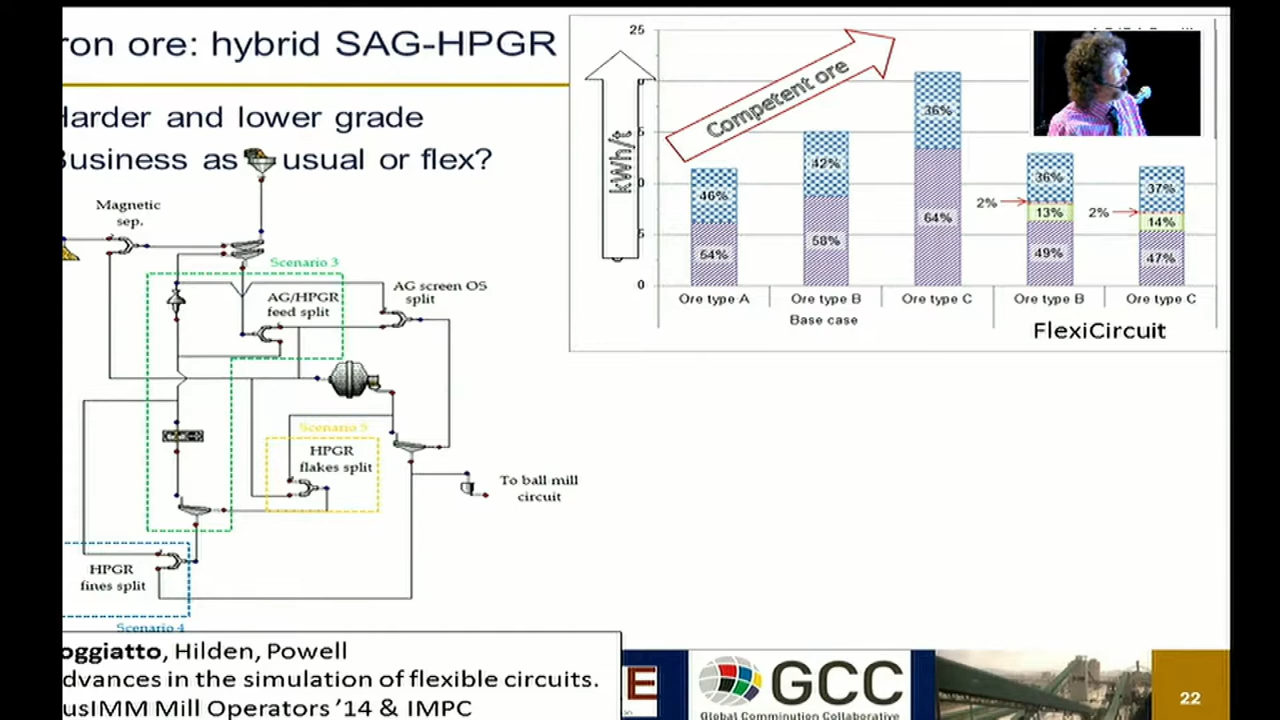 ron ore: hybrid SAG-HPGR
Harder and lower grade
Business as usual or flex?
Magnetic
sep.
Scenario 3
AG/HPGR
feed split
AG screen OS
split
Scenario 5
HPGR
flakes split
To ball mill
circuit
HPGR
fines split
Scenario 4
25
kWh/t
5
0
5
0
Competent ore
46%
54%
42%
58%
36%
64%
36%
2%
13%
49%
37%
2%
14%
47%
Ore type A
Ore type B
Ore type C
Ore type B
Ore type C
Base case
FlexiCircuit
oggiatto, Hilden, Powell
dvances in the simulation of flexible circuits.
usIMM Mill Operators ’14 & IMPC
E
GCC
Global Comminution Collaborative
22